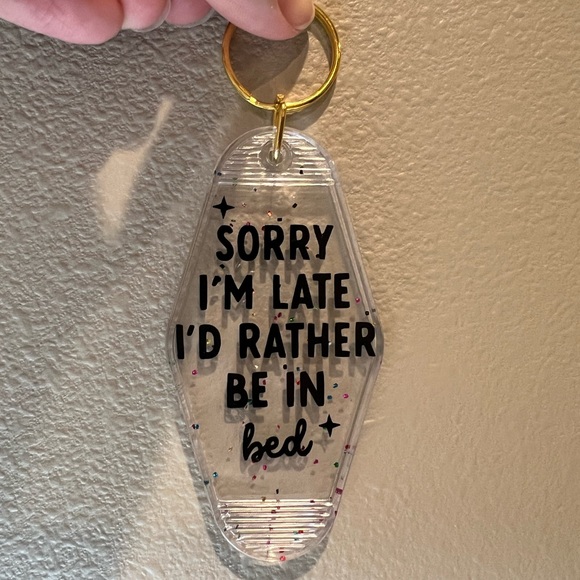 SORRY
I'M LATE
I'D RATHER
BE IN
bed